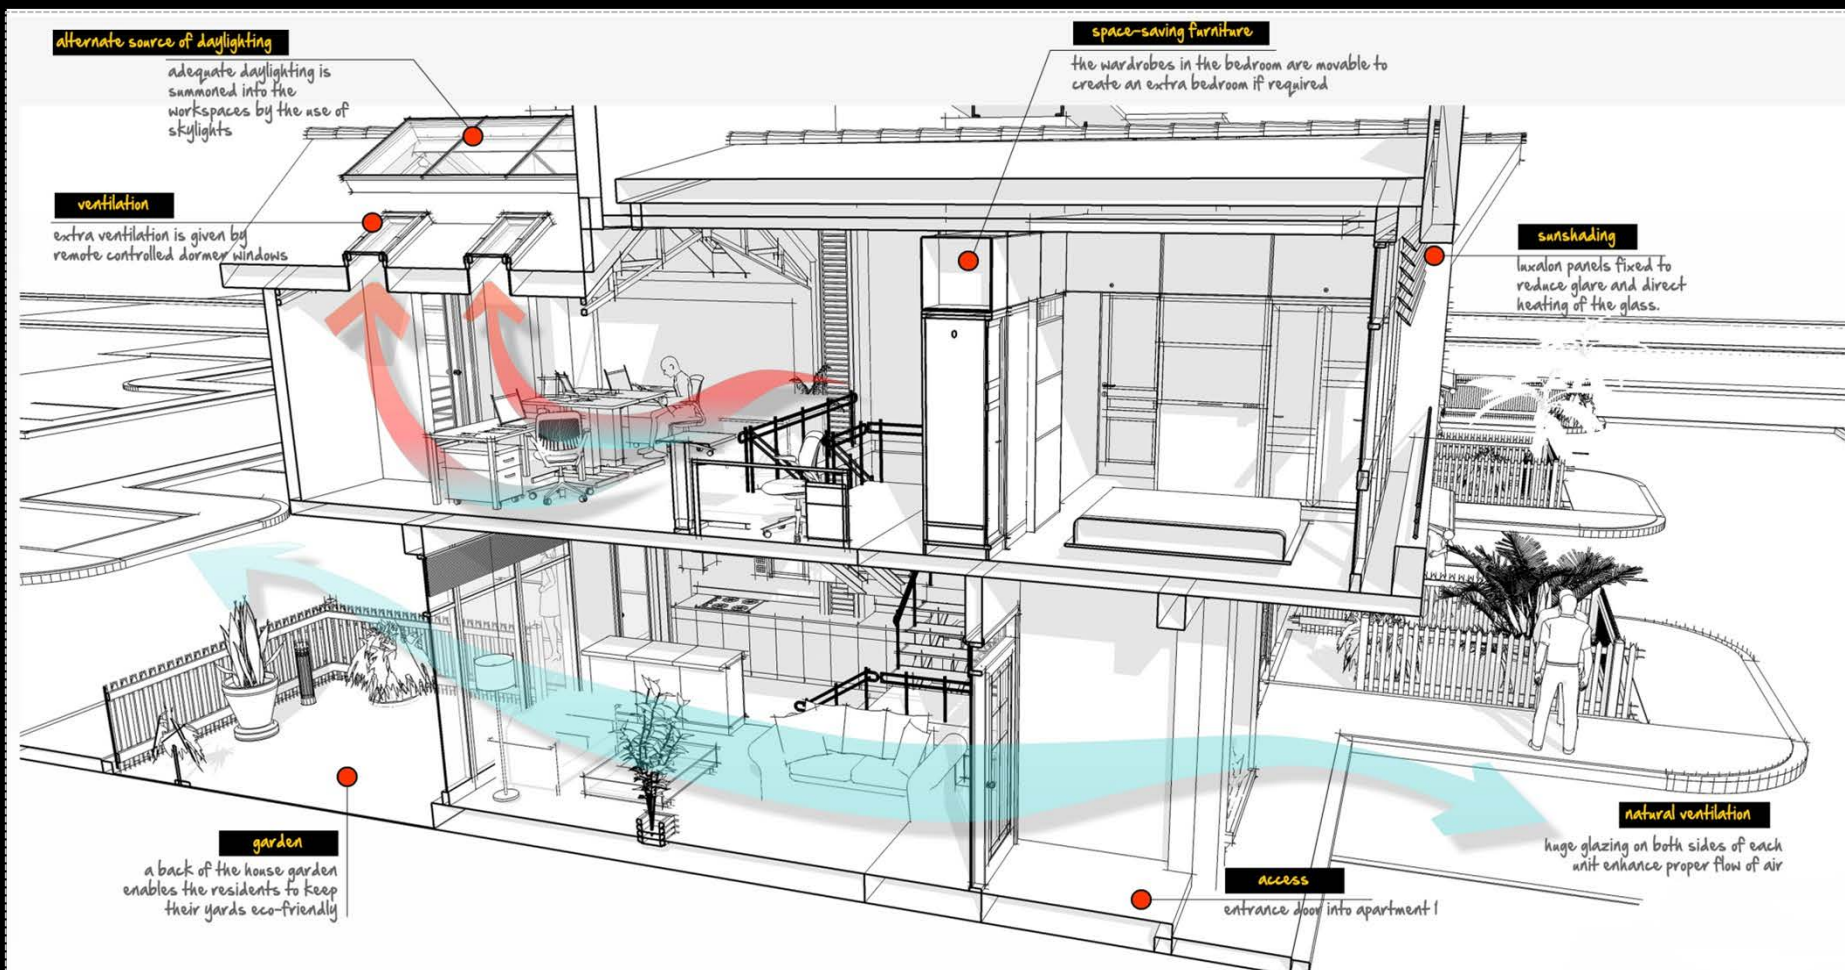 alternate source of daylighting
adequate daylighting is
summoned into the
workspaces by the use of
skylights
space-saving furniture
the wardrobes in the bedroom are movable to
create an extra bedroom if required
ventilation
extra ventilation is given by
remote controlled dormer windows
sunshading
luxalon panels fixed to
reduce glare and direct
heating of the glass.
garden
a back of the house garden
enables the residents to keep
their yards eco-friendly
natural ventilation
huge glazing on both sides of each
unit enhance proper flow of air
access
entrance door into apartment 1